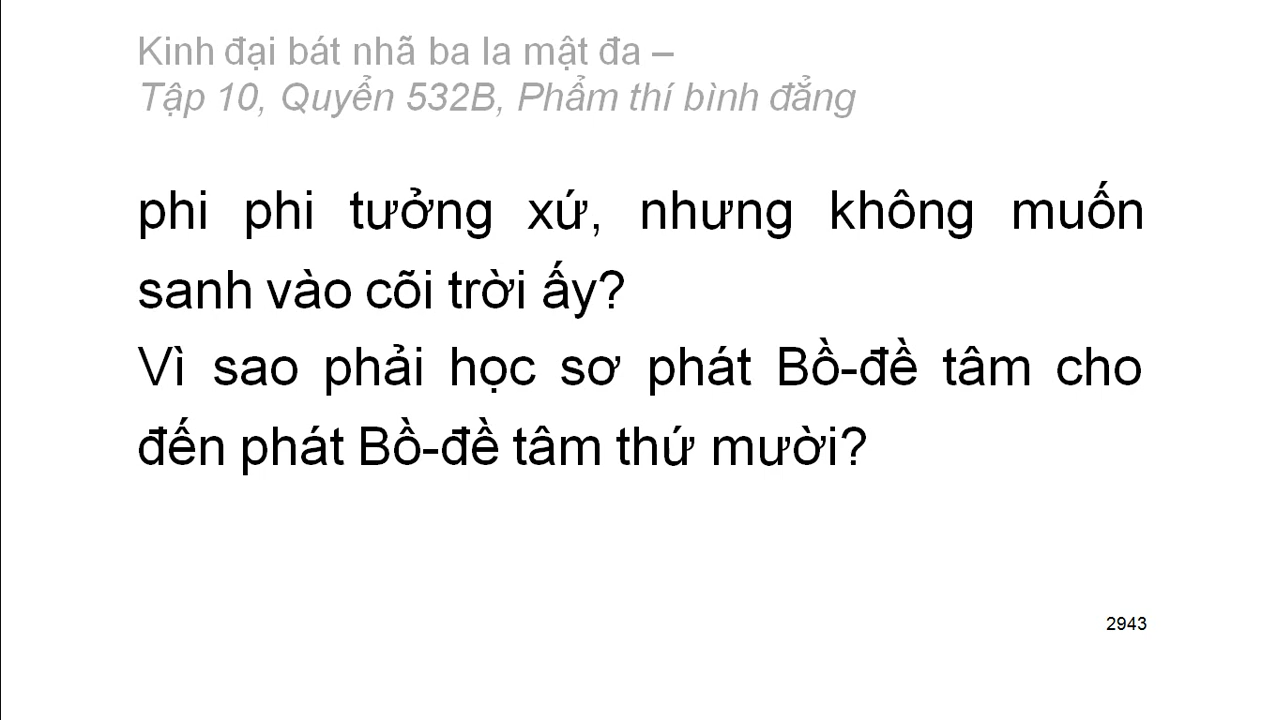 Kinh đại bát nhã ba la mật đa –
Tập 10, Quyển 532B, Phẩm thí bình đẳng
phi phi tưởng xứ, nhưng không muốn
sanh vào cõi trời ấy?
Vì sao phải học sơ phát Bồ-đề tâm cho
đến phát Bồ-đề tâm thứ mười?
2943